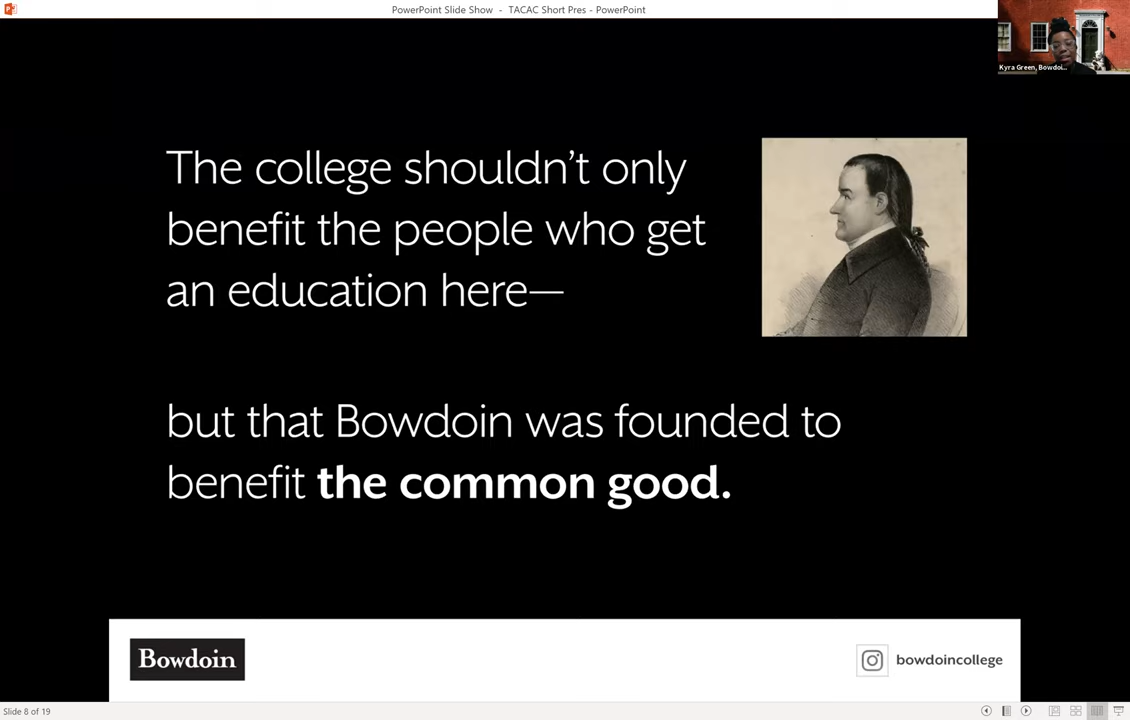 PowerPoint Slide Show - TACAC Short Pres - PowerPoint
Kyra Green, Bowdoi...
The college shouldn't only
benefit the people who get
an education here—
but that Bowdoin was founded to
benefit the common good.
Bowdoin
bowdoincollege
Slide 8 of 19